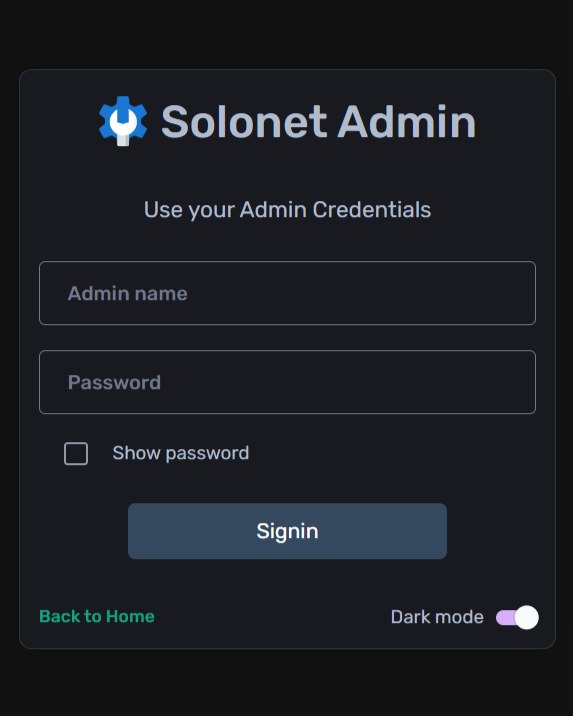 Solonet Admin
Use your Admin Credentials
Admin name
Password
Show password
Signin
Back to Home
Dark mode